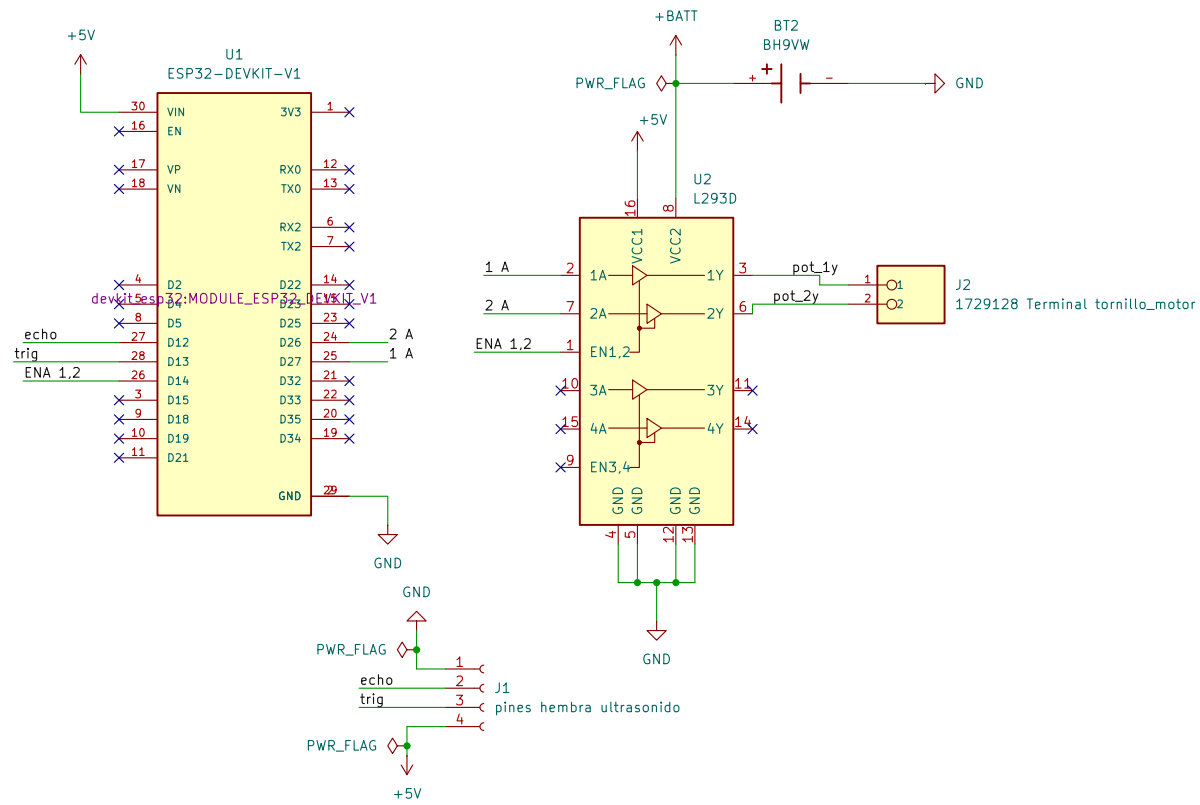 +5V
U1
ESP32-DEVKIT-V1
30 VIN 3V3 1
16 EN
17 VP RX0 12
18 VN TX0 13
RX2 6
TX2 7
4 D2 D22 14
devkit esp32:MODULE_ESP32_DEVKIT_V1
5 D4 D23 15
8 D5 D25 23
echo 27 D12 D26 24 2 A
trig 28 D13 D27 25 1 A
ENA 1,2 26 D14 D32 21
3 D15 D33 22
9 D18 D35 20
10 D19 D34 19
11 D21
GND 29
GND
+BATT
BT2
BH9VW
PWR_FLAG + + - GND
+5V
U2
L293D
16 8
VCC1 VCC2
1 A 2 1A 1Y 3 pot_1y
2 A 7 2A 2Y 6 pot_2y
ENA 1,2 1 EN1,2
10 3A 3Y 11
15 4A 4Y 14
9 EN3,4
GND GND GND GND
4 5 12 13
GND
1 1 J2
2 2 1729128 Terminal tornillo_motor
GND
PWR_FLAG
1
echo 2 J1
trig 3 pines hembra ultrasonido
4
PWR_FLAG
+5V